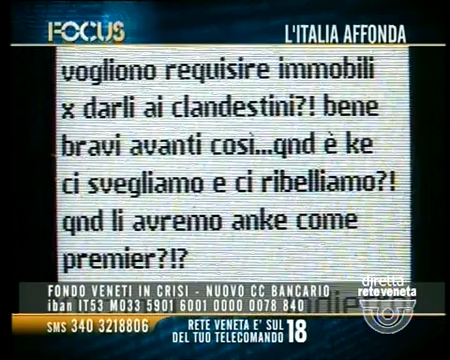 FOCUS
L'ITALIA AFFONDA
vogliono requisire immobili
x darli ai clandestini?! bene
bravi avanti così...qnd è ke
ci svegliamo e ci ribelliamo?!
qnd li avremo anke come
premier?!?
diretta
reteveneta
FONDO VENETI IN CRISI - NUOVO CC BANCARIO
iban IT53 M033 5901 6001 0000 0078 840
SMS 340 3218806
RETE VENETA E' SUL
DEL TUO TELECOMANDO
18